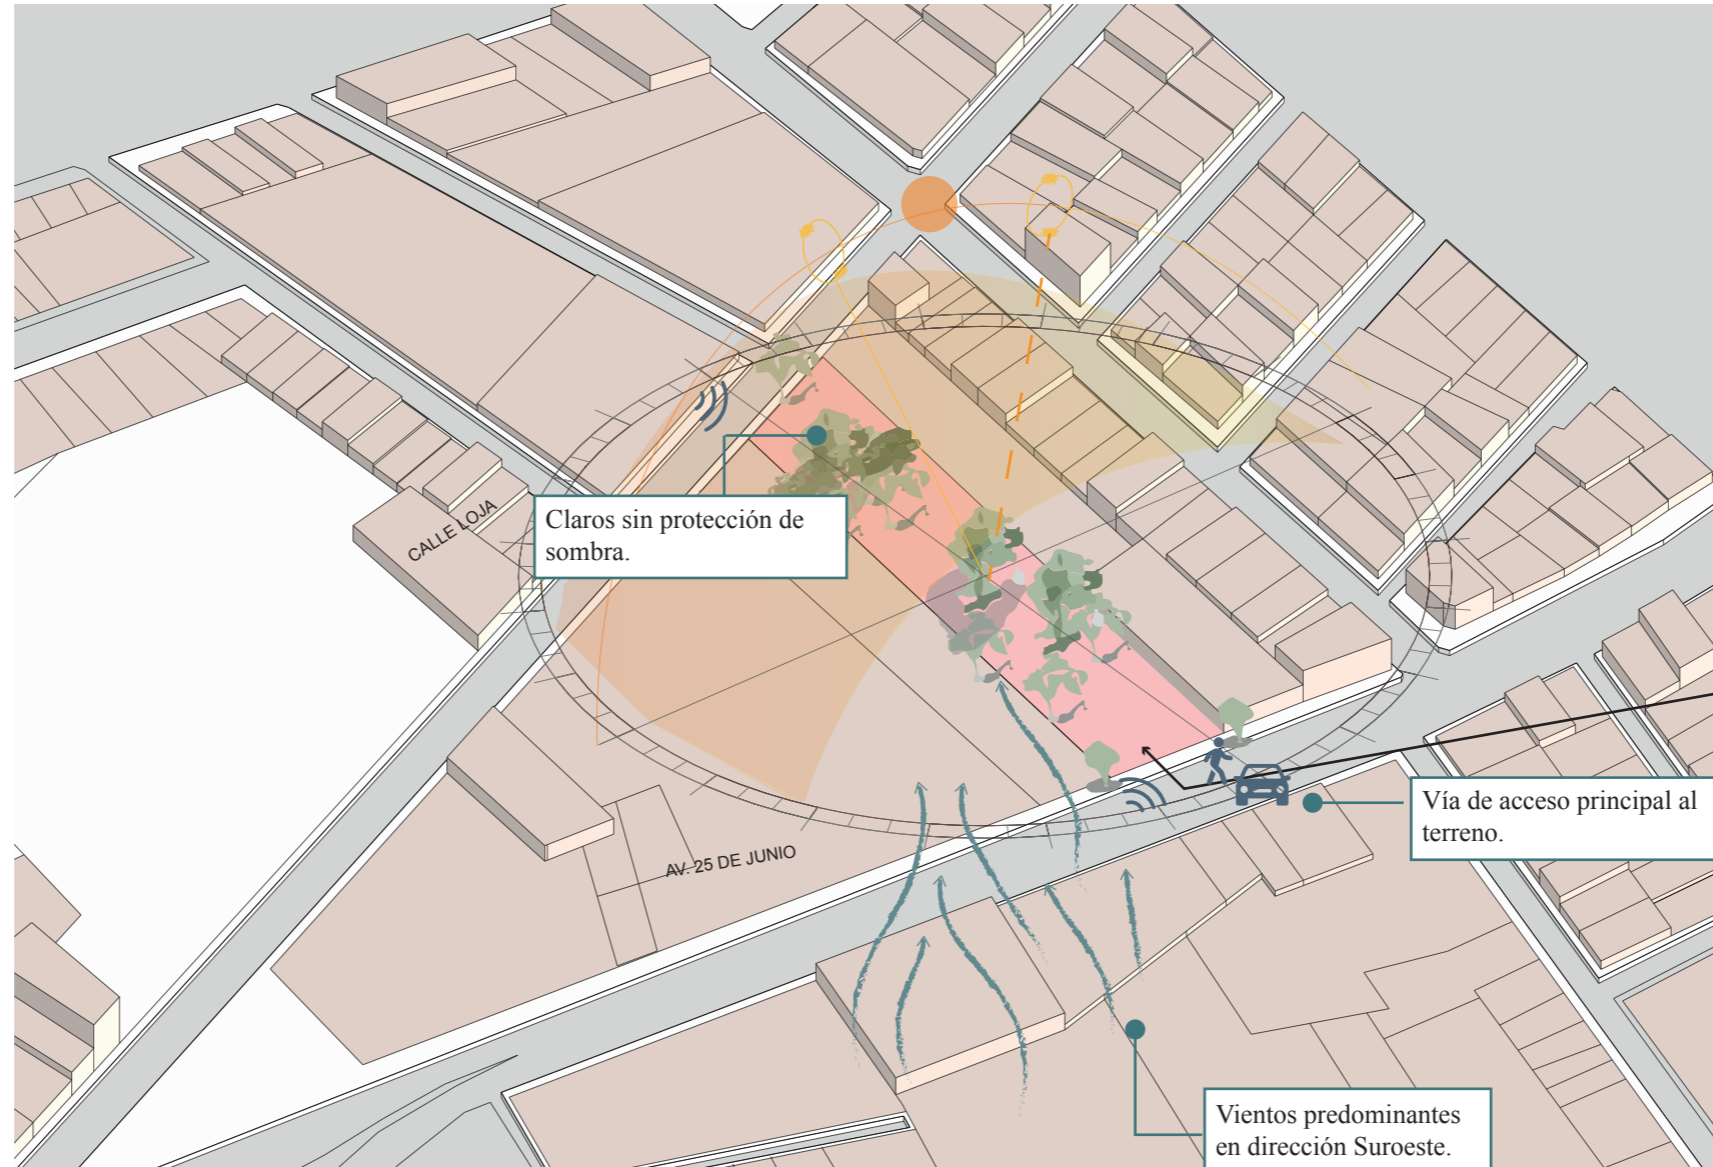 CALLE LOJA
Claros sin protección de
sombra.
Vía de acceso principal al
terreno.
AV. 25 DE JUNIO
Vientos predominantes
en dirección Suroeste.